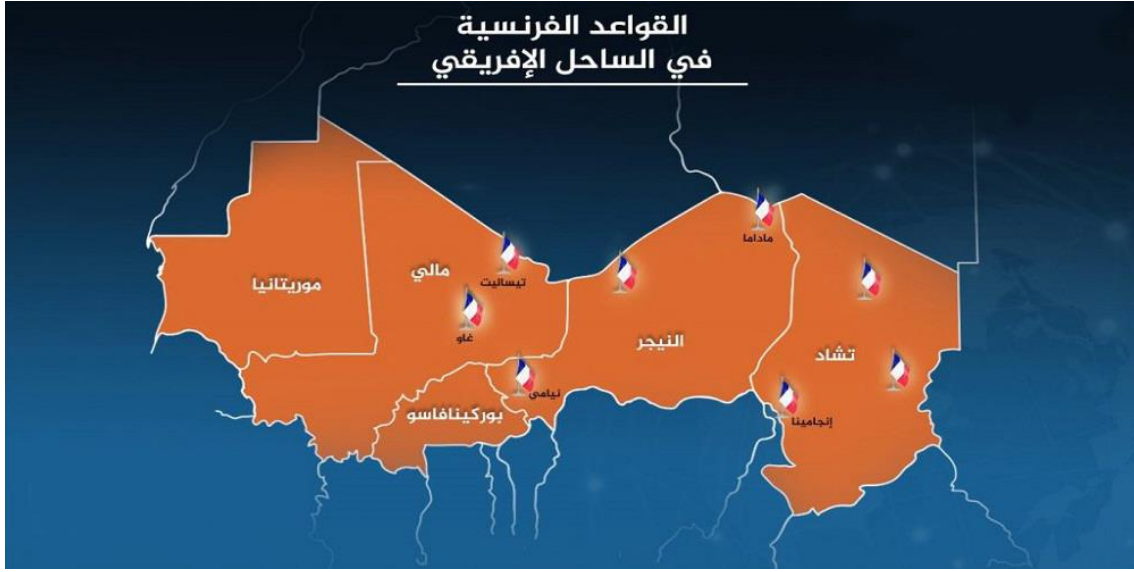 القواعد الفرنسية
في الساحل الإفريقي
ماداما
مالي
تيساليت
موريتانيا
غاو
النيجر
تشاد
نيامي
بوركينافاسو
إنجامينا